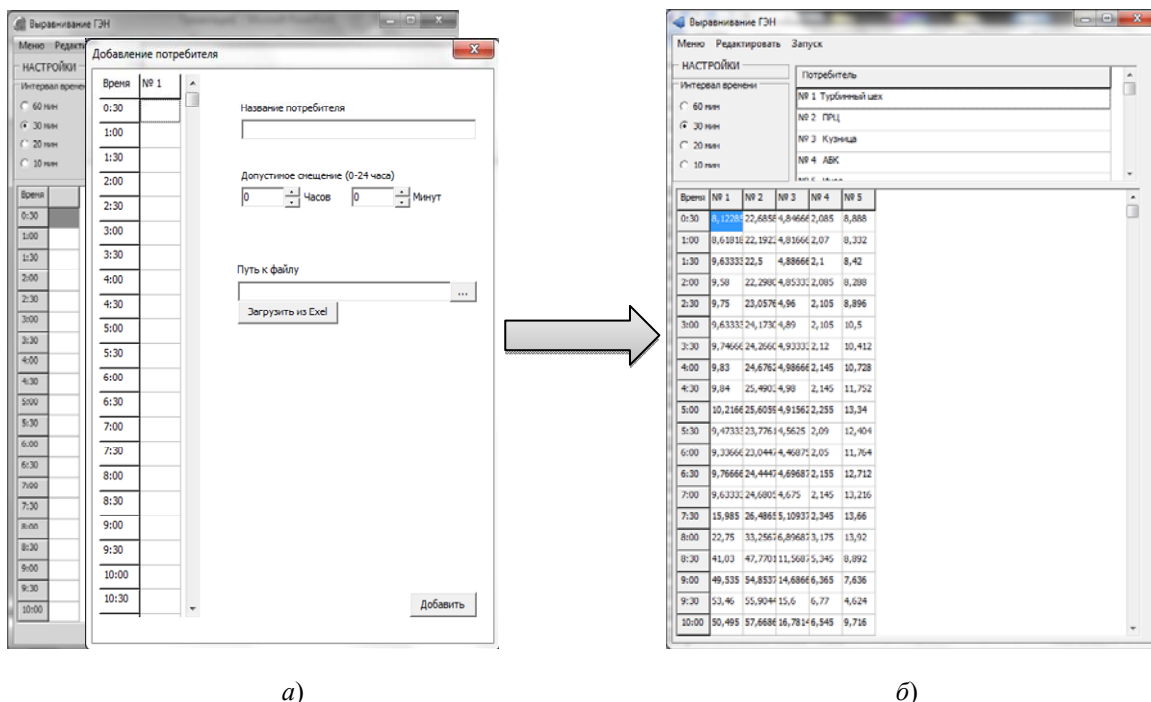 Выравнивание ГЭН
Меню
НАСТРОЙКИ
60 мин
30 мин
20 мин
10 мин
Время
0:30
1:00
1:30
2:00
2:30
3:00
3:30
4:00
4:30
5:00
5:30
6:00
6:30
7:00
7:30
8:00
8:30
9:00
9:30
10:00
Добавление потребителя
Время № 1
0:30
1:00
1:30
2:00
2:30
3:00
3:30
4:00
4:30
5:00
5:30
6:00
6:30
7:00
7:30
8:00
8:30
9:00
9:30
10:00
10:30
Название потребителя
Допустимое смещение (0-24 часа)
0 Часов 0 Минут
Путь к файлу
...
Загрузить из Exel
Добавить
а)
Выравнивание ГЭН
Меню Редактировать Запуск
НАСТРОЙКИ
Интервал времени
60 мин
30 мин
20 мин
10 мин
Потребитель
№ 1 Турбинный цех
№ 2 ПРЦ
№ 3 Кузница
№ 4 АБК
Время № 1 № 2 № 3 № 4 № 5
0:30 8,12285 22,6858 4,84666 2,085 8,888
1:00 8,61818 22,1923 4,81666 2,07 8,332
1:30 9,63333 22,5 4,88666 2,1 8,42
2:00 9,58 22,2980 4,85333 2,085 8,288
2:30 9,75 23,0576 4,96 2,105 8,896
3:00 9,63333 24,1730 4,89 2,105 10,5
3:30 9,74666 24,2660 4,93333 2,12 10,412
4:00 9,83 24,6762 4,98666 2,145 10,728
4:30 9,84 25,4903 4,98 2,145 11,752
5:00 10,2166 25,6059 4,91562 2,255 13,34
5:30 9,47333 23,7761 4,5625 2,09 12,404
6:00 9,33666 23,0447 4,46875 2,05 11,764
6:30 9,76666 24,4447 4,69687 2,155 12,712
7:00 9,63333 24,6805 4,675 2,145 13,216
7:30 15,985 26,4865 5,10937 2,345 13,66
8:00 22,75 33,2567 6,89687 3,175 13,92
8:30 41,03 47,7701 11,5687 5,345 8,892
9:00 49,535 54,8537 14,6866 6,365 7,636
9:30 53,46 55,9044 15,6 6,77 4,624
10:00 50,495 57,6686 16,7814 6,545 9,716
б)